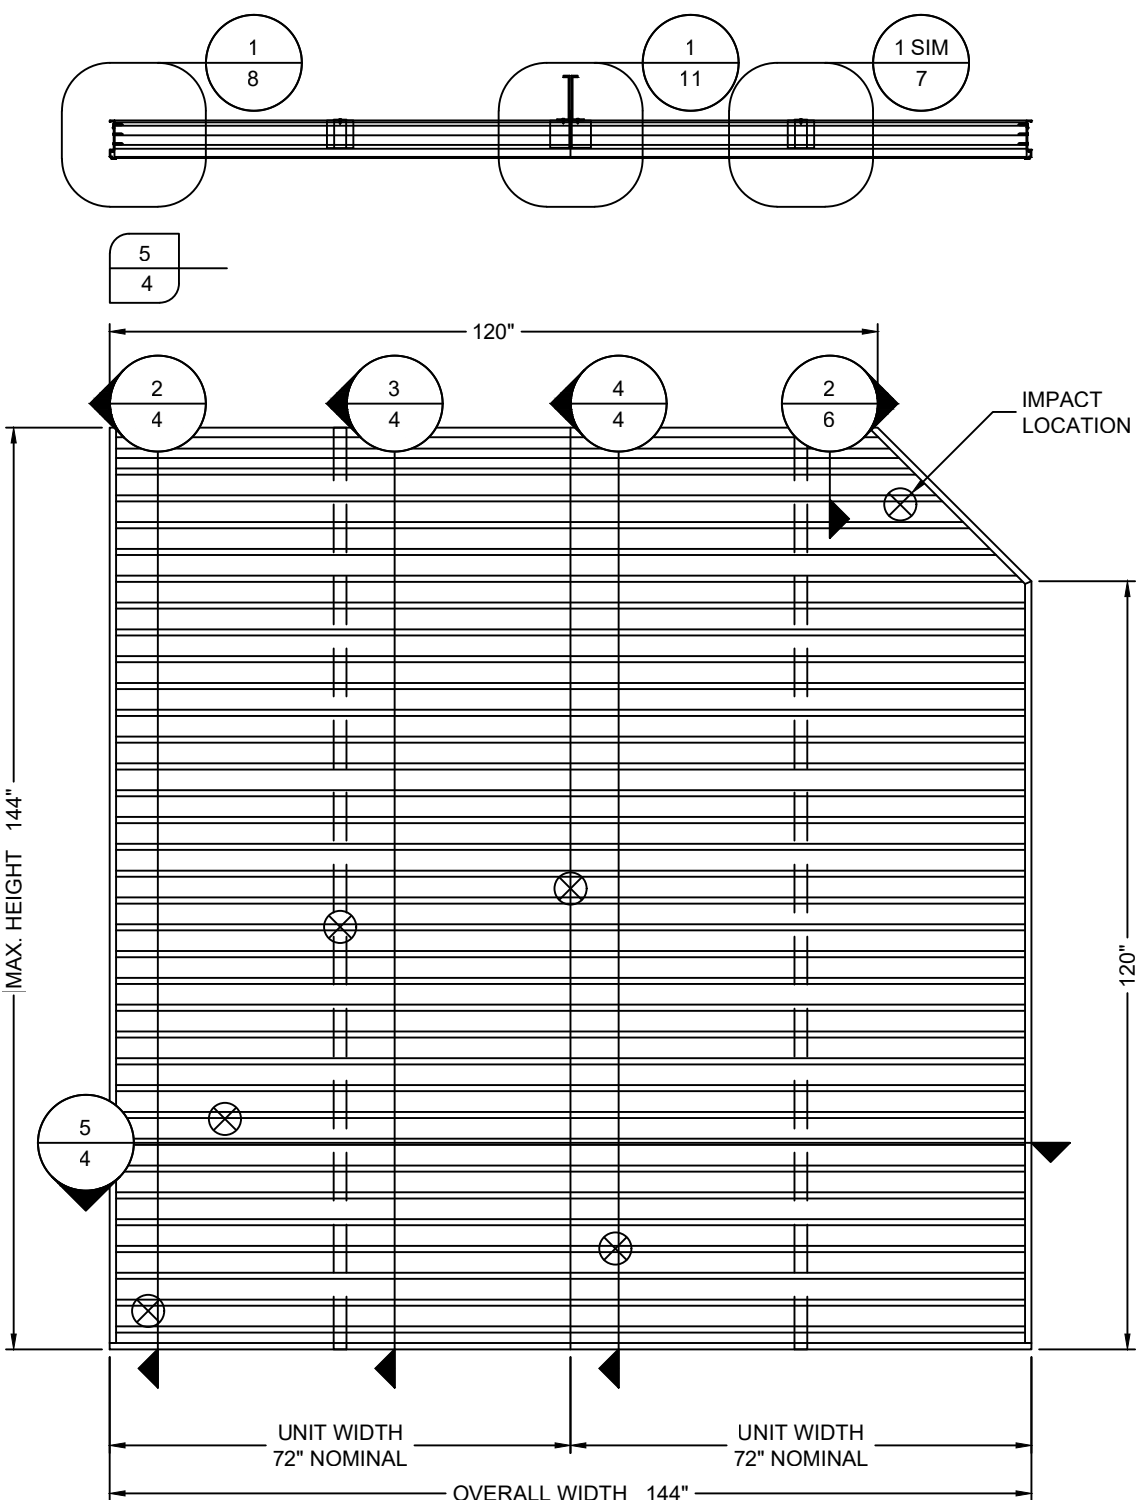 1
8
1
11
1 SIM
7
5
4
120"
2
4
3
4
4
4
2
6
IMPACT
LOCATION
MAX. HEIGHT 144"
120"
5
4
UNIT WIDTH
72" NOMINAL
UNIT WIDTH
72" NOMINAL
OVERALL WIDTH 144"